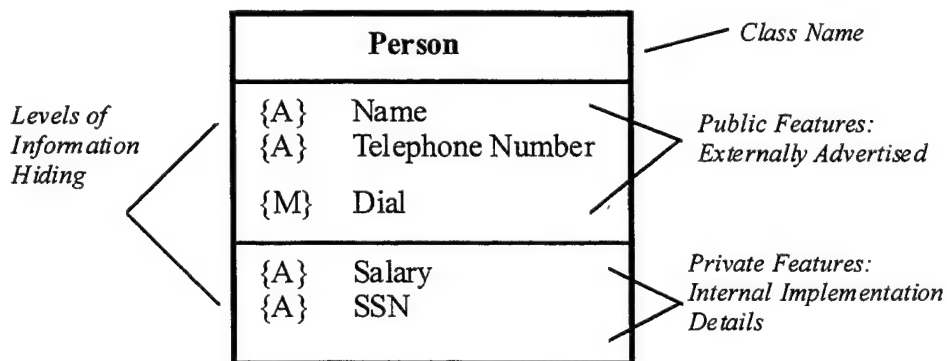 Person
Class Name
Levels of
Information
Hiding
{A} Name
{A} Telephone Number
{M} Dial
Public Features:
Externally Advertised
{A} Salary
{A} SSN
Private Features:
Internal Implementation
Details